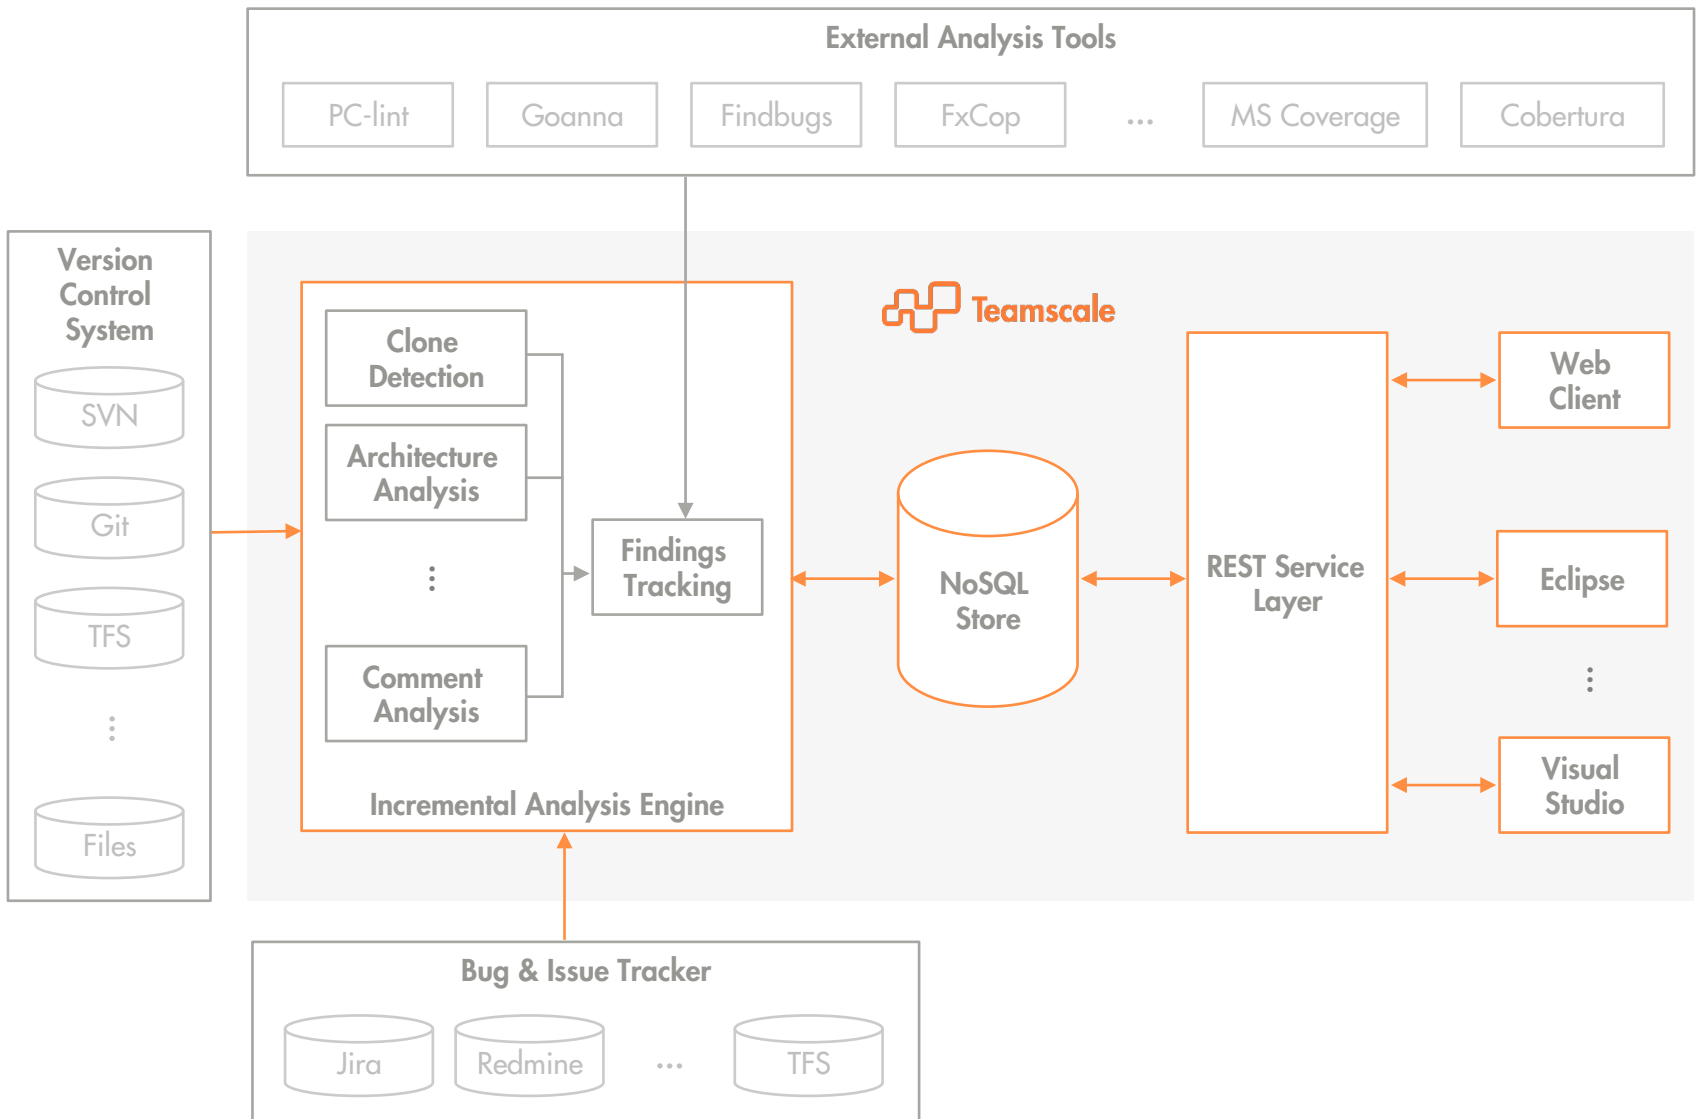 External Analysis Tools
PC-lint
Goanna
Findbugs
FxCop
...
MS Coverage
Cobertura
Version
Control
System
SVN
Git
TFS
...
Files
Teamscale
Clone
Detection
Architecture
Analysis
...
Comment
Analysis
Findings
Tracking
Incremental Analysis Engine
NoSQL
Store
REST Service
Layer
Web
Client
Eclipse
...
Visual
Studio
Bug & Issue Tracker
Jira
Redmine
...
TFS